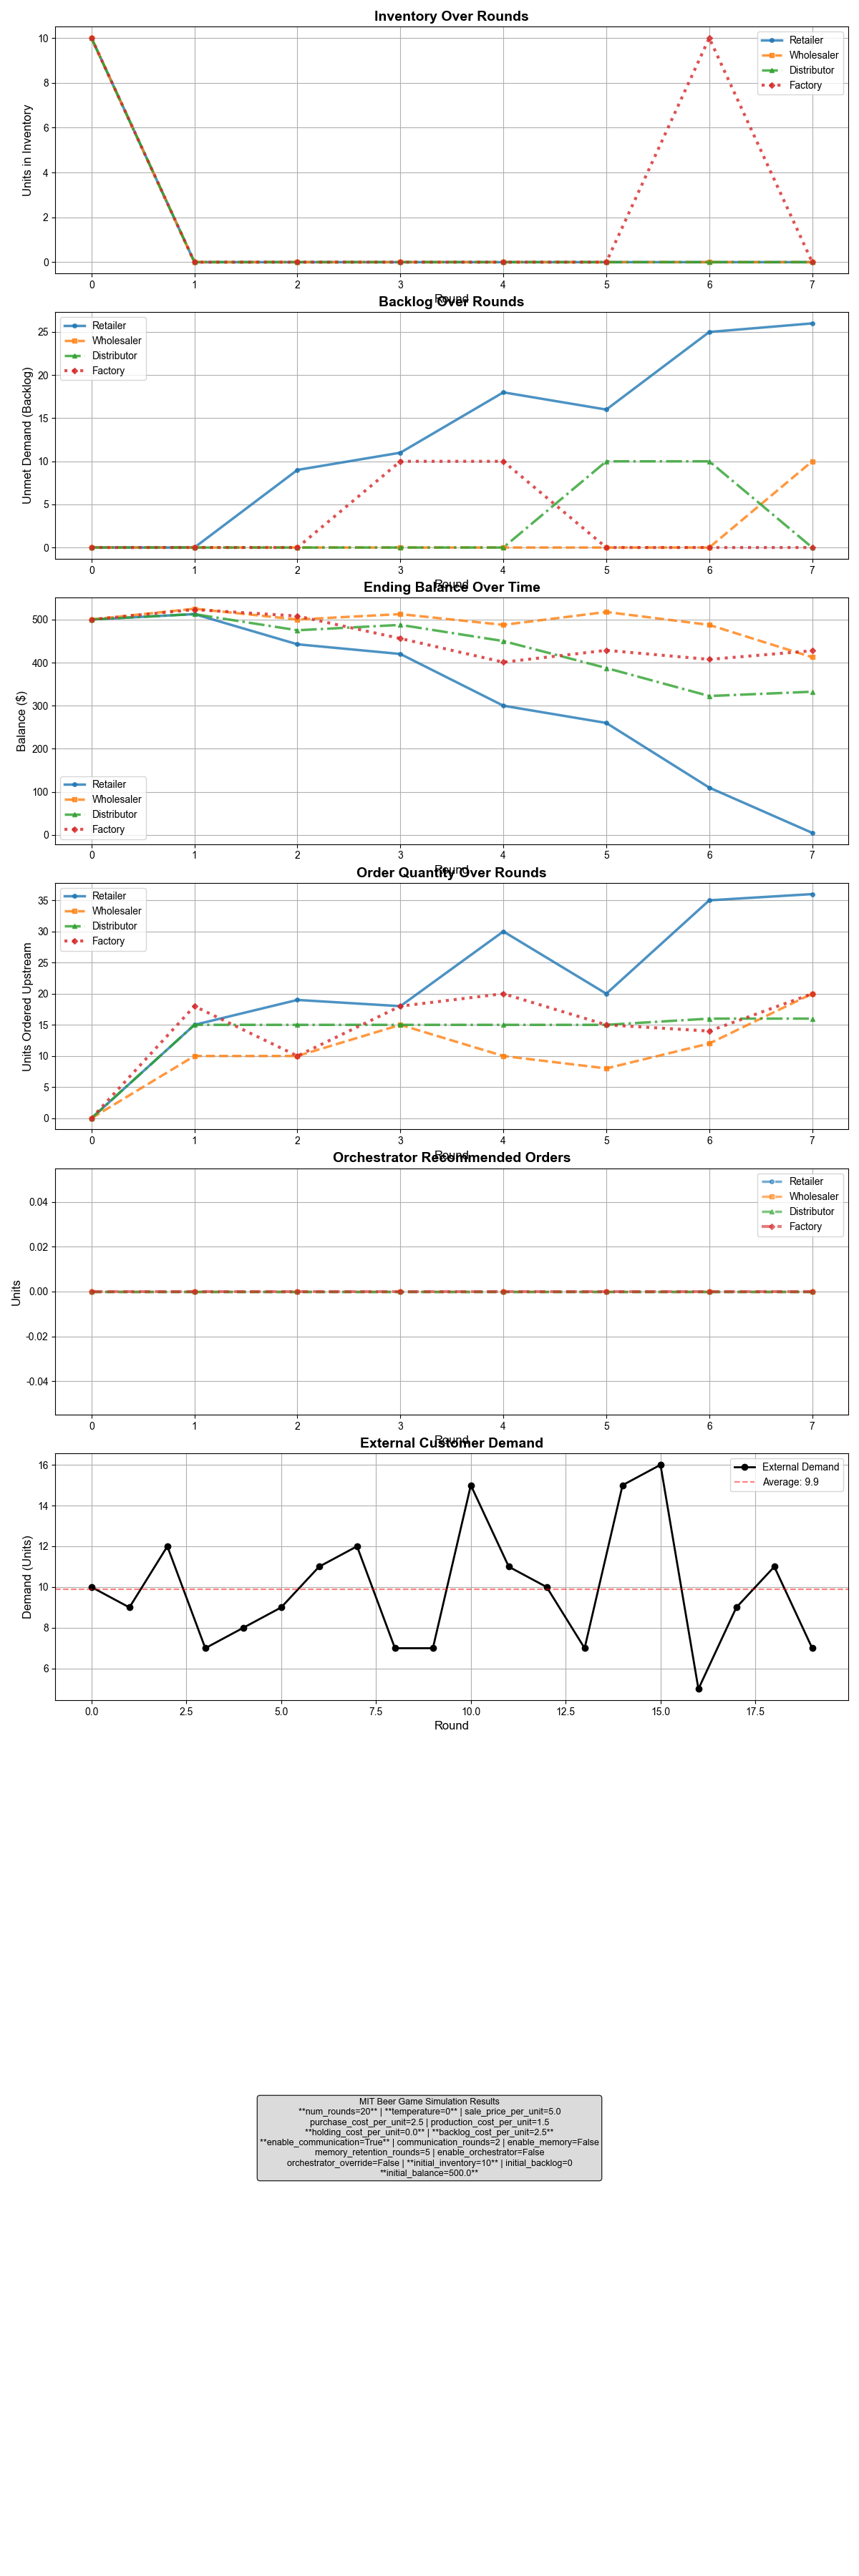 Inventory Over Rounds
Units in Inventory
10
8
6
4
2
0
Retailer
Wholesaler
Distributor
Factory
0 1 2 3 4 5 6 7
Round
Backlog Over Rounds
Unmet Demand (Backlog)
25
20
15
10
5
0
Retailer
Wholesaler
Distributor
Factory
0 1 2 3 4 5 6 7
Round
Ending Balance Over Time
Balance ($)
500
400
300
200
100
0
Retailer
Wholesaler
Distributor
Factory
0 1 2 3 4 5 6 7
Round
Order Quantity Over Rounds
Units Ordered Upstream
35
30
25
20
15
10
5
0
Retailer
Wholesaler
Distributor
Factory
0 1 2 3 4 5 6 7
Round
Orchestrator Recommended Orders
Units
0.04
0.02
0.00
-0.02
-0.04
Retailer
Wholesaler
Distributor
Factory
0 1 2 3 4 5 6 7
Round
External Customer Demand
Demand (Units)
16
14
12
10
8
6
External Demand
Average: 9.9
0.0 2.5 5.0 7.5 10.0 12.5 15.0 17.5
Round
MIT Beer Game Simulation Results
**num_rounds=20** | **temperature=0** | sale_price_per_unit=5.0
purchase_cost_per_unit=2.5 | production_cost_per_unit=1.5
**holding_cost_per_unit=0.0** | **backlog_cost_per_unit=2.5**
**enable_communication=True** | communication_rounds=2 | enable_memory=False
memory_retention_rounds=5 | enable_orchestrator=False
orchestrator_override=False | **initial_inventory=10** | initial_backlog=0
**initial_balance=500.0**